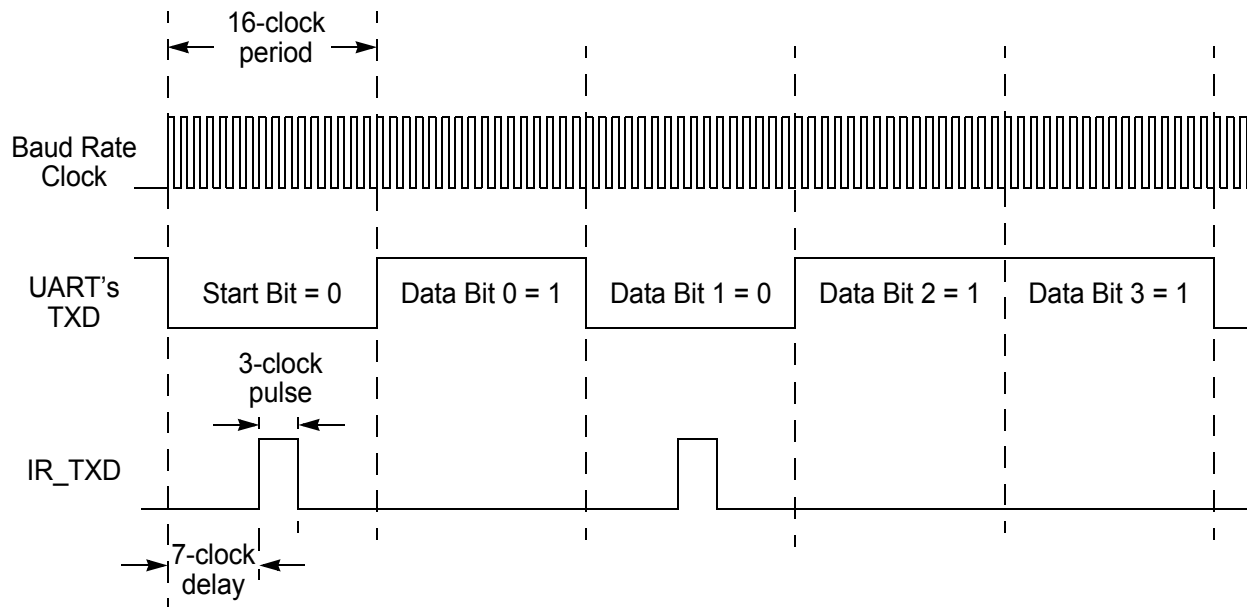 16-clock
period
Baud Rate
Clock
UART's
TXD
Start Bit = 0
Data Bit 0 = 1
Data Bit 1 = 0
Data Bit 2 = 1
Data Bit 3 = 1
3-clock
pulse
IR_TXD
7-clock
delay